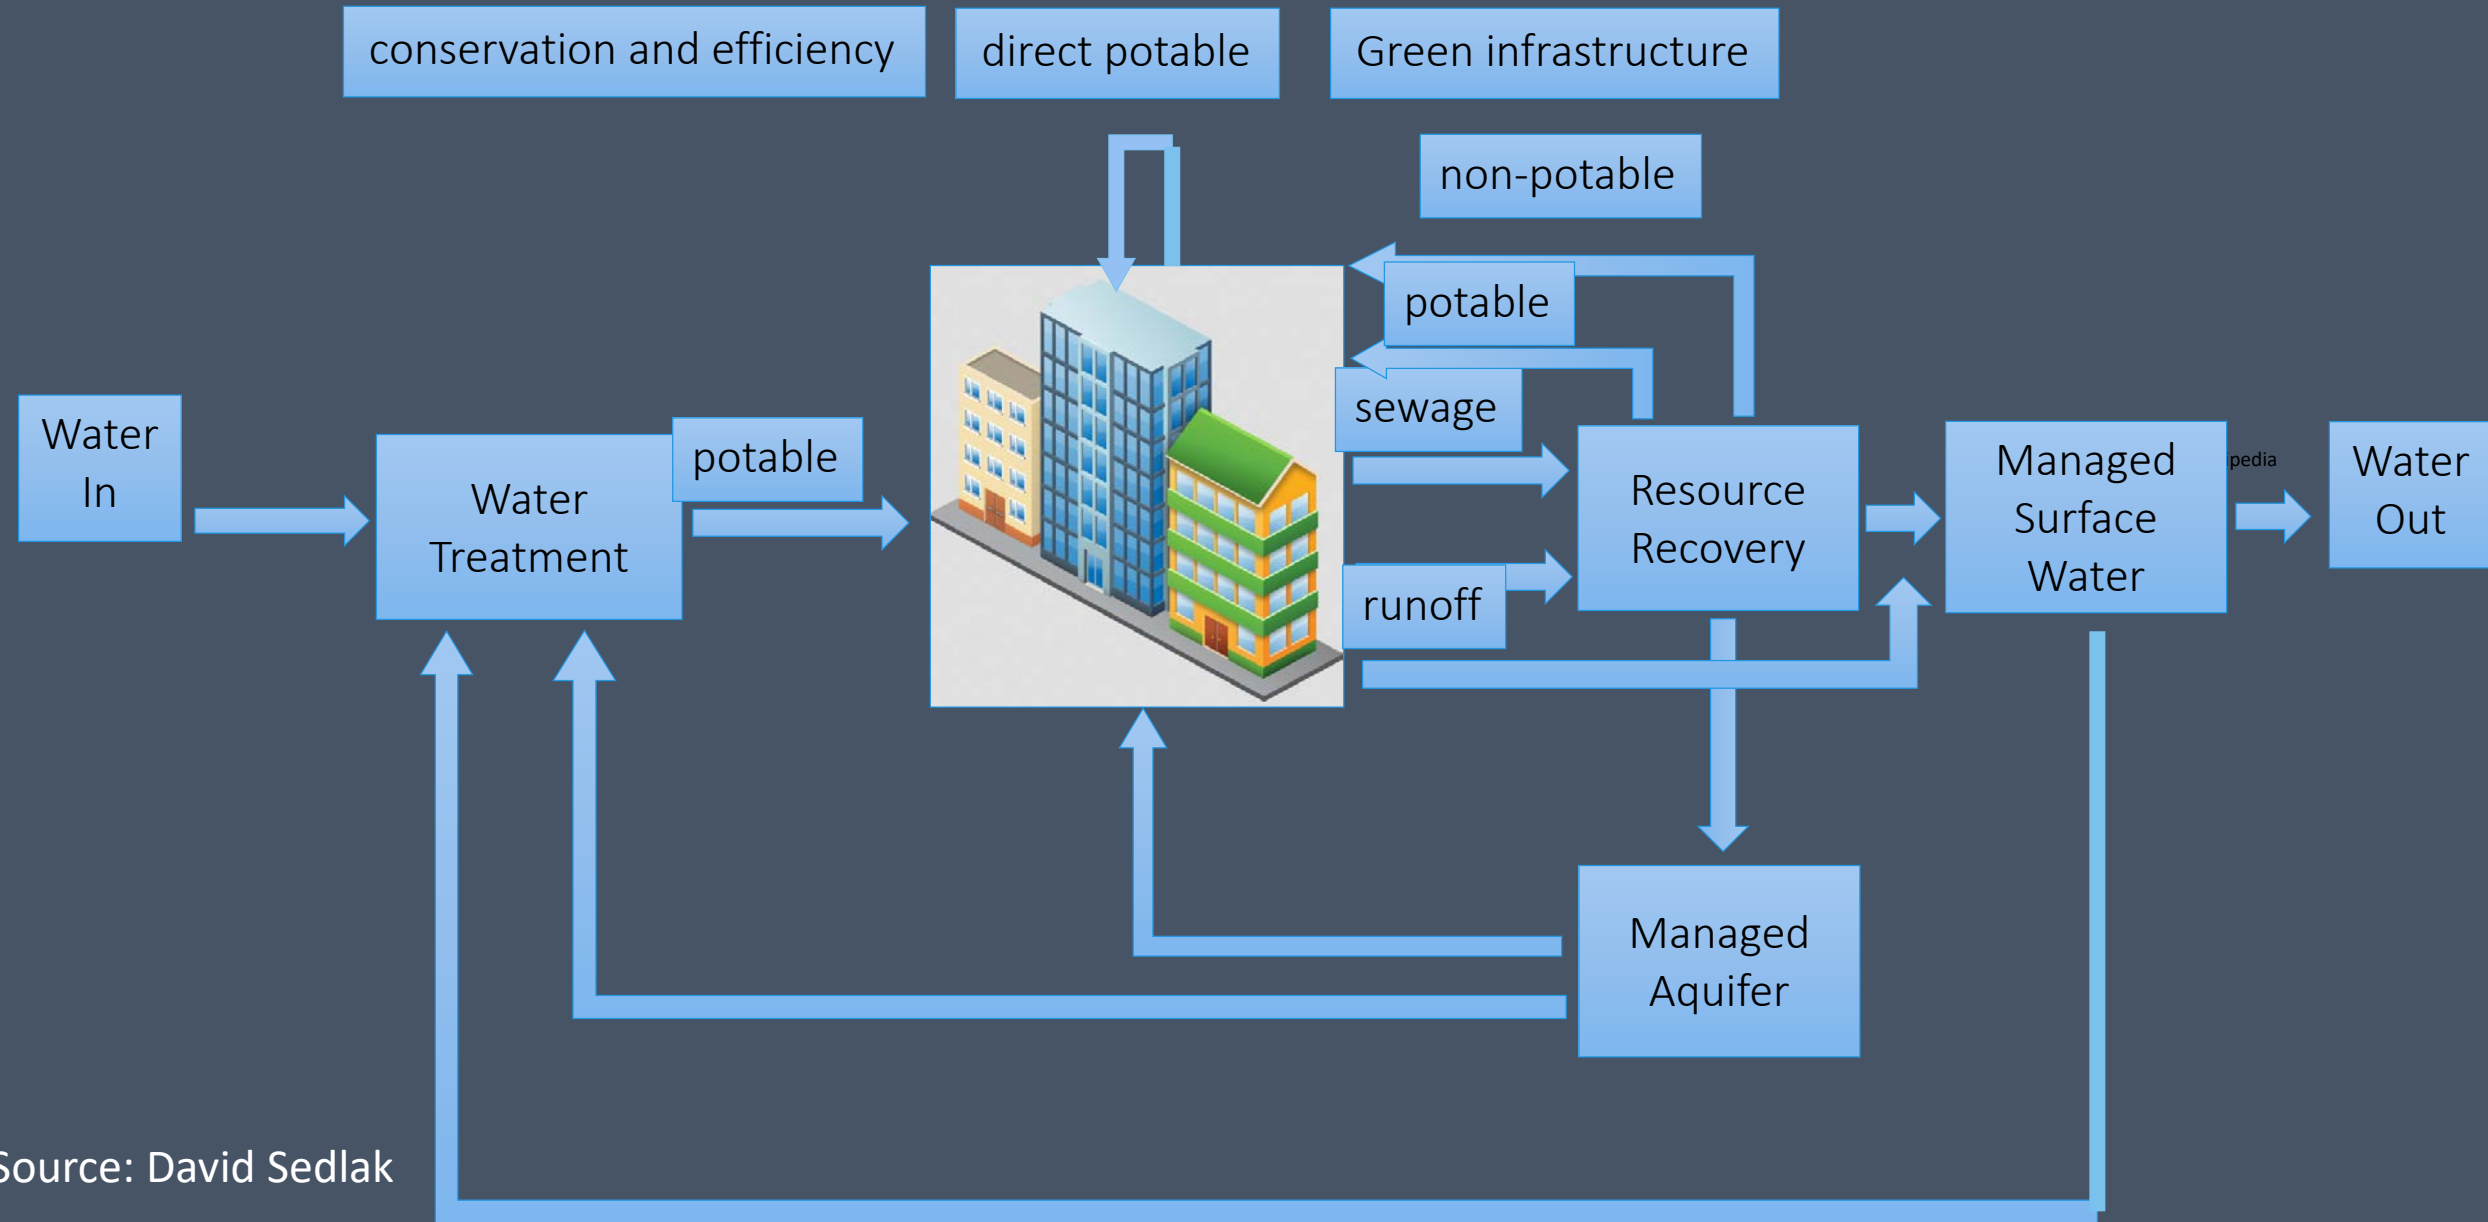 conservation and efficiency
direct potable
Green infrastructure
non-potable
potable
sewage
Water
In
potable
Water
Treatment
Resource
Recovery
Managed
Surface
Water
ipedia
Water
Out
runoff
Managed
Aquifer
Source: David Sedlak